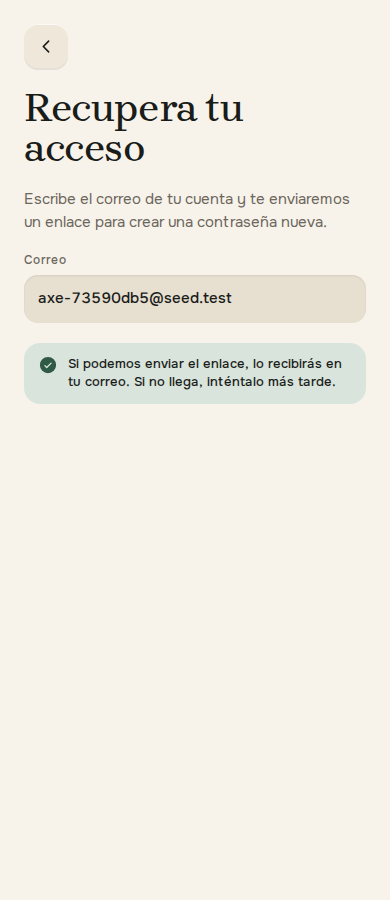 Recupera tu
acceso
Escribe el correo de tu cuenta y te enviaremos
un enlace para crear una contraseña nueva.
Correo
axe-73590db5@seed.test
Si podemos enviar el enlace, lo recibirás en
tu correo. Si no llega, inténtalo más tarde.